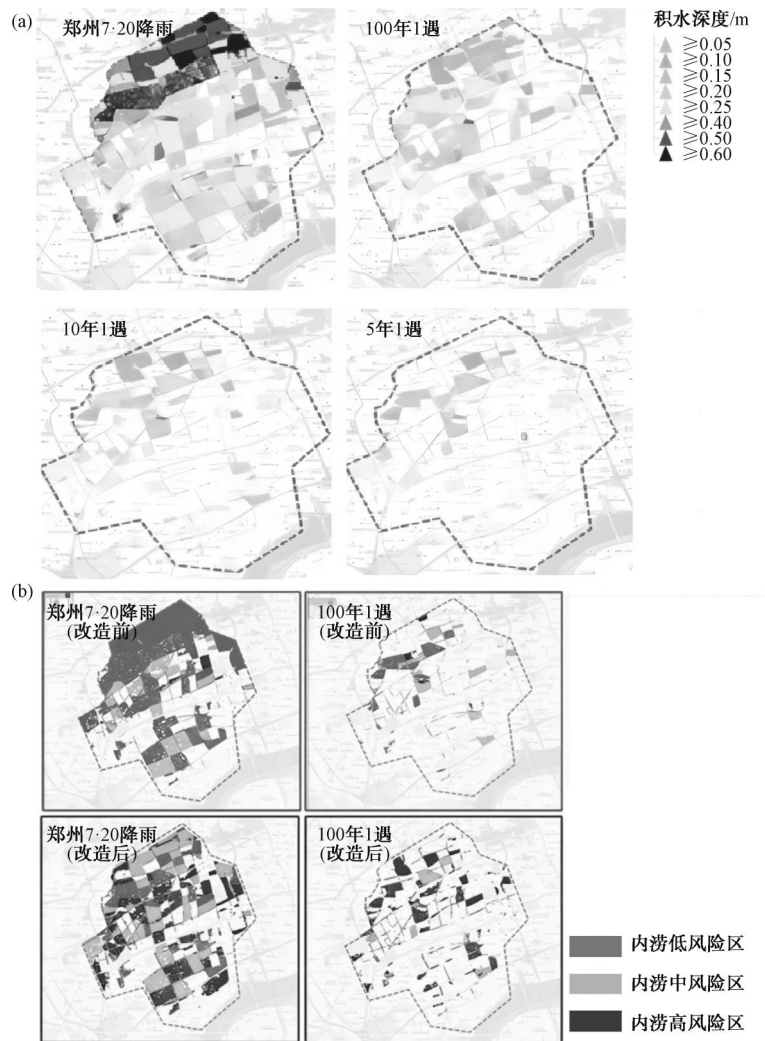 (a)
郑州7·20降雨
100年1遇
积水深度/m
≥0.05
≥0.10
≥0.15
≥0.20
≥0.25
≥0.40
≥0.50
≥0.60
10年1遇
5年1遇
(b)
郑州7·20降雨
(改造前)
100年1遇
(改造前)
郑州7·20降雨
(改造后)
100年1遇
(改造后)
内涝低风险区
内涝中风险区
内涝高风险区